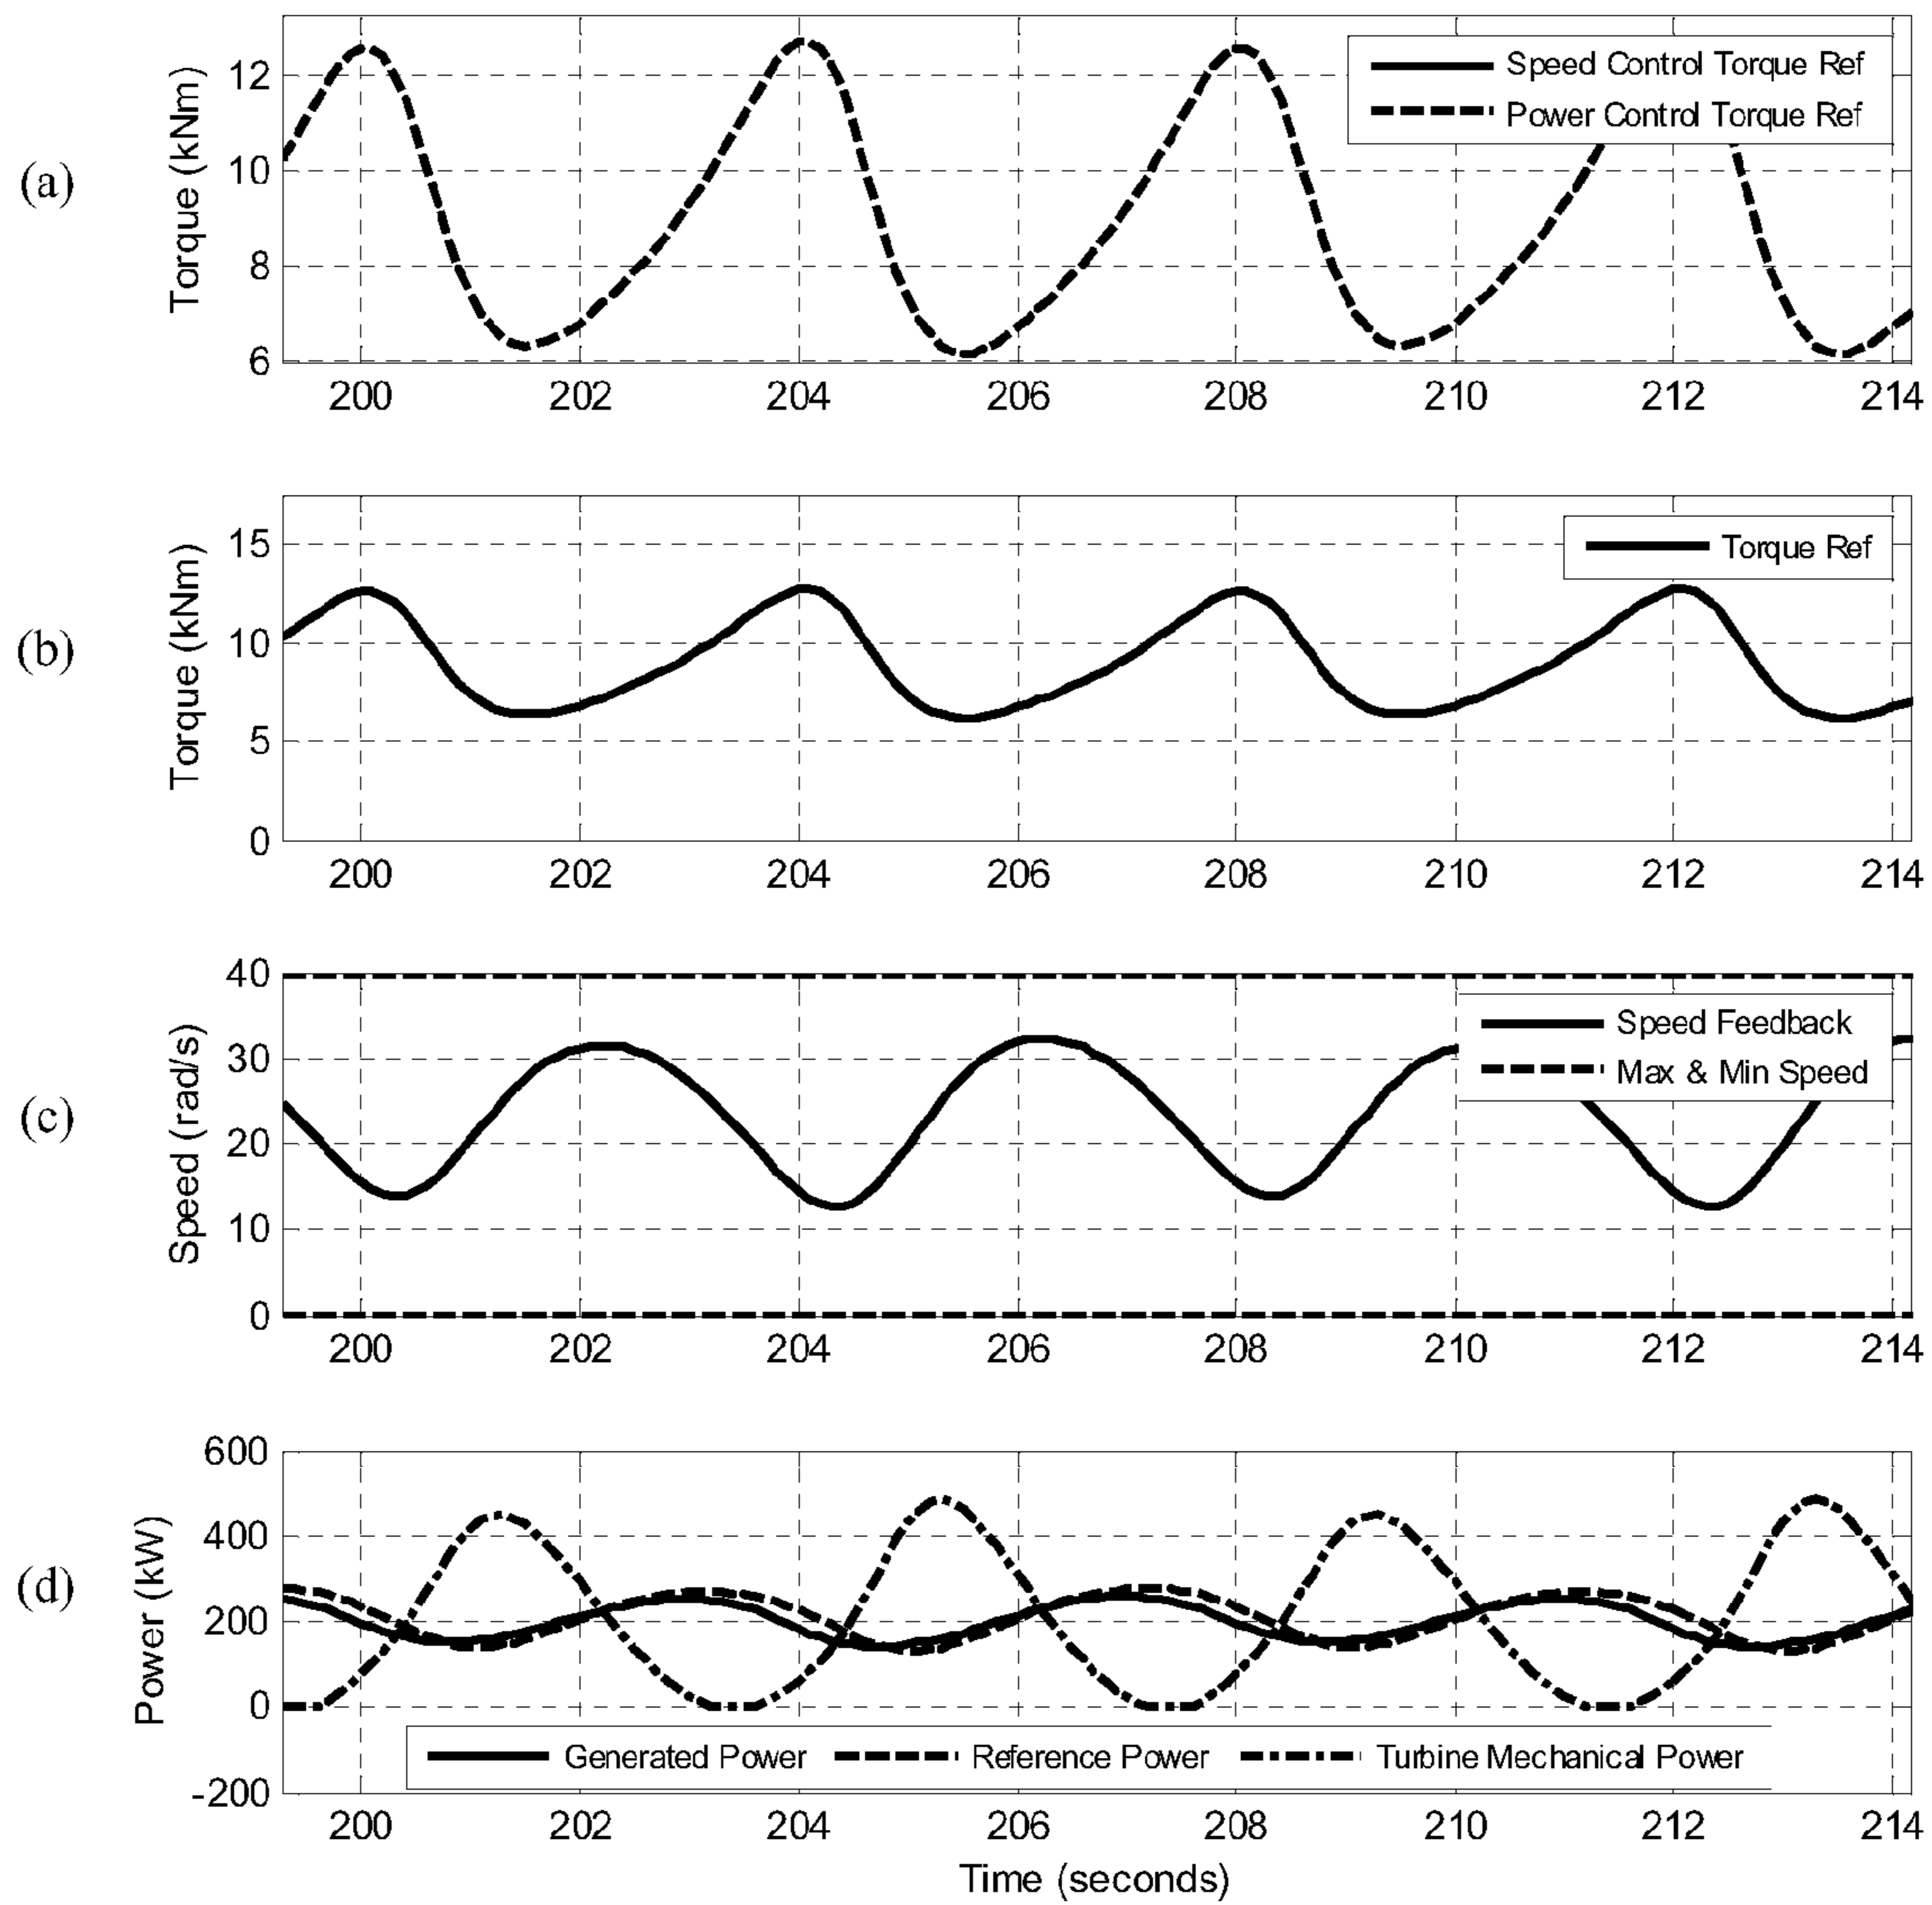 (a)
Torque (kNm)
12
10
8
6
Speed Control Torque Ref
Power Control Torque Ref
200 202 204 206 208 210 212 214
(b)
Torque (kNm)
15
10
5
0
Torque Ref
200 202 204 206 208 210 212 214
(c)
Speed (rad/s)
40
30
20
10
0
Speed Feedback
Max & Min Speed
200 202 204 206 208 210 212 214
(d)
Power (kW)
600
400
200
0
-200
Generated Power Reference Power Turbine Mechanical Power
200 202 204 206 208 210 212 214
Time (seconds)